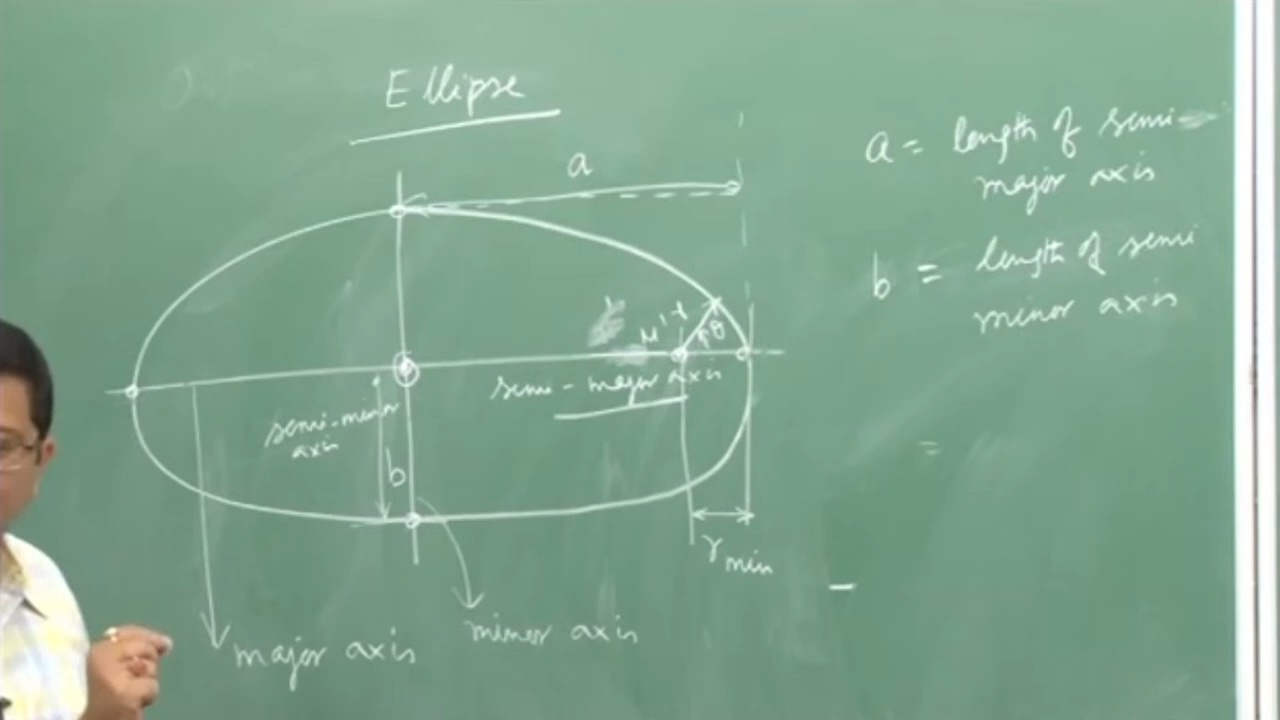 Ellipse
a
a = length of semi-
major axis
b = length of semi
minor axis
M
r
θ
semi-major axis
semi-minor
axis
b
r min
minor axis
major axis